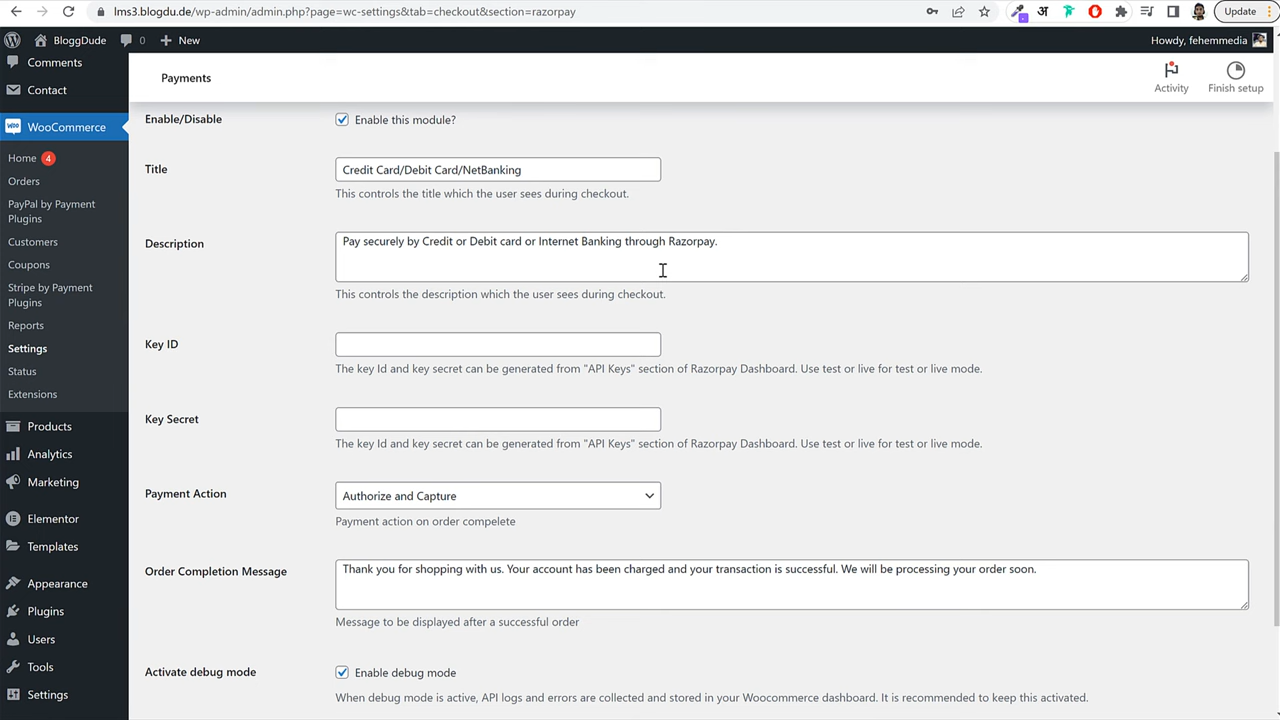 lms3.blogdu.de/wp-admin/admin.php?page=wc-settings&tab=checkout&section=razorpay
अ
Update
BloggDude
0
New
Howdy, fehemmedia
Comments
Contact
WooCommerce
Home 4
Orders
PayPal by Payment
Plugins
Customers
Coupons
Stripe by Payment
Plugins
Reports
Settings
Status
Extensions
Products
Analytics
Marketing
Elementor
Templates
Appearance
Plugins
Users
Tools
Settings
Payments
Activity
Finish setup
Enable/Disable
Enable this module?
Title
Credit Card/Debit Card/NetBanking
This controls the title which the user sees during checkout.
Description
Pay securely by Credit or Debit card or Internet Banking through Razorpay.
This controls the description which the user sees during checkout.
Key ID
The key Id and key secret can be generated from "API Keys" section of Razorpay Dashboard. Use test or live for test or live mode.
Key Secret
The key Id and key secret can be generated from "API Keys" section of Razorpay Dashboard. Use test or live for test or live mode.
Payment Action
Authorize and Capture
Payment action on order compelete
Order Completion Message
Thank you for shopping with us. Your account has been charged and your transaction is successful. We will be processing your order soon.
Message to be displayed after a successful order
Activate debug mode
Enable debug mode
When debug mode is active, API logs and errors are collected and stored in your Woocommerce dashboard. It is recommended to keep this activated.